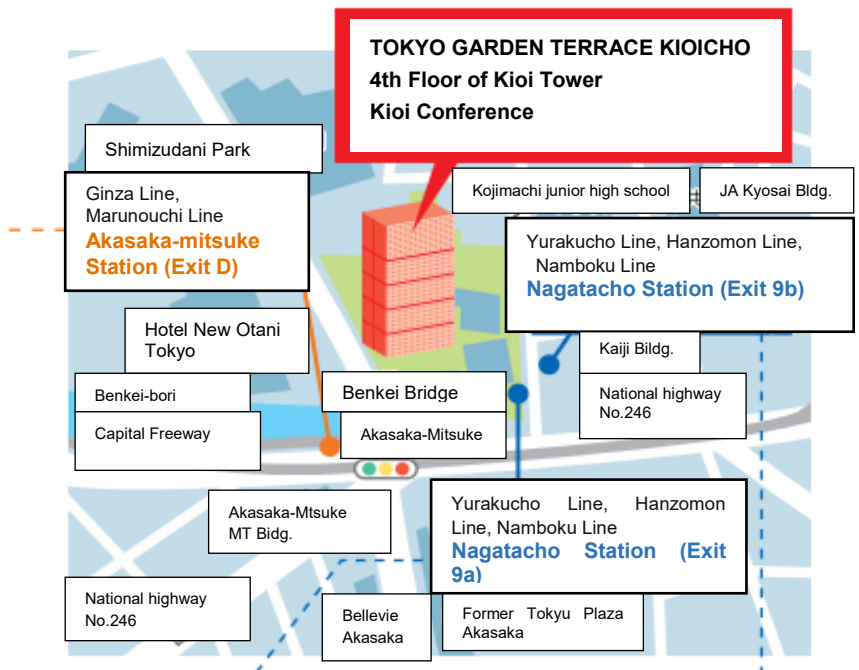 TOKYO GARDEN TERRACE KIOICHO
4th Floor of Kioi Tower
Kioi Conference
Shimizudani Park
Kojimachi junior high school
JA Kyosai Bldg.
Ginza Line,
Marunouchi Line
Akasaka-mitsuke
Station (Exit D)
Yurakucho Line, Hanzomon Line,
Namboku Line
Nagatacho Station (Exit 9b)
Hotel New Otani
Tokyo
Kaiji Bildg.
Benkei-bori
Benkei Bridge
National highway
No.246
Capital Freeway
Akasaka-Mitsuke
Akasaka-Mtsuke
MT Bidg.
Yurakucho Line, Hanzomon
Line, Namboku Line
Nagatacho Station (Exit
9a)
National highway
No.246
Bellevie
Akasaka
Former Tokyu Plaza
Akasaka